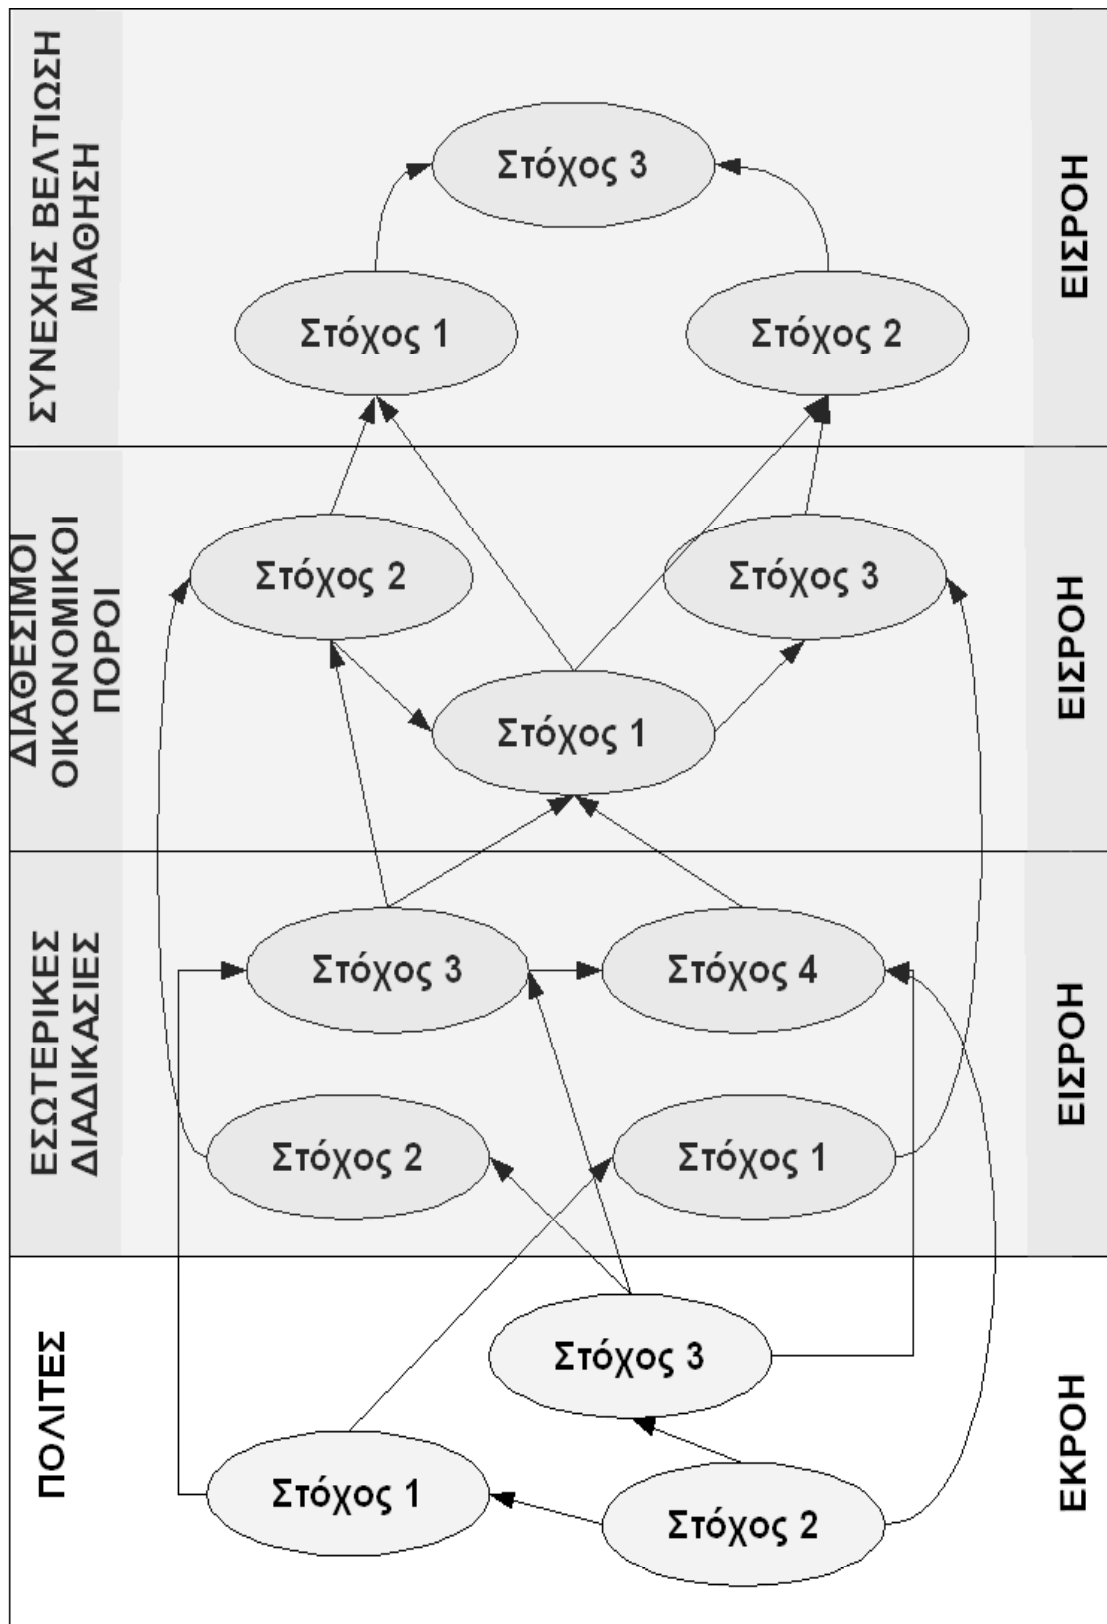 ΣΥΝΕΧΗΣ ΒΕΛΤΙΩΣΗ
ΜΑΘΗΣΗ
Στόχος 3
Στόχος 1
Στόχος 2
ΕΙΣΡΟΗ
ΔΙΑΘΕΣΙΜΟΙ
ΟΙΚΟΝΟΜΙΚΟΙ
ΠΟΡΟΙ
Στόχος 2
Στόχος 3
Στόχος 1
ΕΙΣΡΟΗ
ΕΣΩΤΕΡΙΚΕΣ
ΔΙΑΔΙΚΑΣΙΕΣ
Στόχος 3
Στόχος 4
Στόχος 2
Στόχος 1
ΕΙΣΡΟΗ
ΠΟΛΙΤΕΣ
Στόχος 3
Στόχος 1
Στόχος 2
ΕΚΡΟΗ